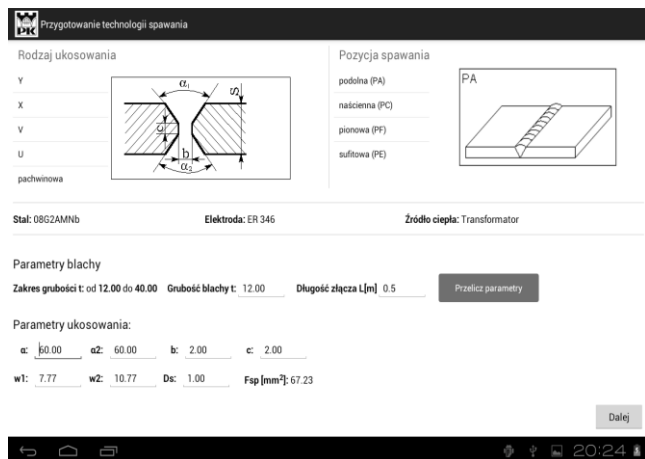 PK Przygotowanie technologii spawania
Rodzaj ukosowania
Y
X
V
U
pachwinowa
α1
S
c
b
α2
Pozycja spawania
podolna (PA)
naścienna (PC)
pionowa (PF)
sufitowa (PE)
PA
Stal: 08G2AMNb Elektroda: ER 346 Źródło ciepła: Transformator
Parametry blachy
Zakres grubości t: od 12.00 do 40.00 Grubość blachy t: 12.00 Długość złącza L[m] 0.5 Przelicz parametry
Parametry ukosowania:
α: 60.00 α2: 60.00 b: 2.00 c: 2.00
w1: 7.77 w2: 10.77 Ds: 1.00 Fsp [mm²]: 67.23
Dalej
20:24